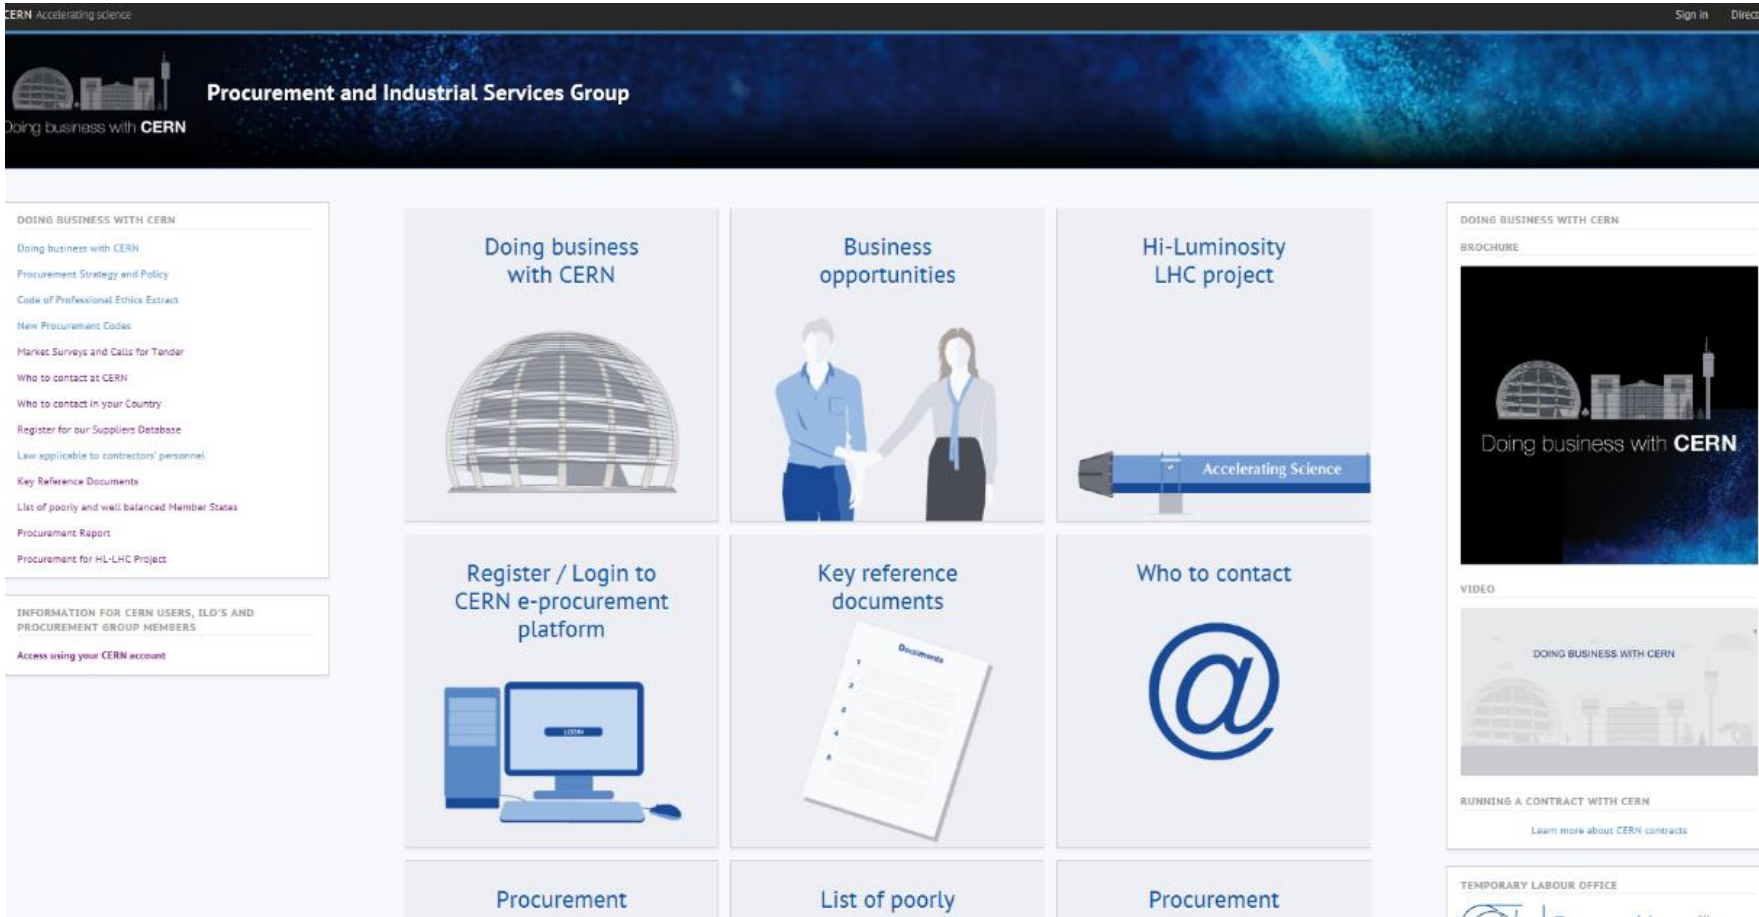 CERN Accelerating science
Sign in
Direct
Doing business with CERN
Procurement and Industrial Services Group
DOING BUSINESS WITH CERN
Doing business with CERN
Procurement Strategy and Policy
Code of Professional Ethics Extract
New Procurement Codes
Market Surveys and Calls for Tender
Who to contact at CERN
Who to contact in your Country
Register for our Suppliers Database
Law applicable to contractors' personnel
Key Reference Documents
List of poorly and well balanced Member States
Procurement Report
Procurement for HL-LHC Project
INFORMATION FOR CERN USERS, ILO'S AND
PROCUREMENT GROUP MEMBERS
Access using your CERN account
Doing business
with CERN
Business
opportunities
Hi-Luminosity
LHC project
Accelerating Science
Register / Login to
CERN e-procurement
platform
LOGIN
Key reference
documents
Documents
1
2
Who to contact
@
Procurement
List of poorly
Procurement
DOING BUSINESS WITH CERN
BROCHURE
Doing business with CERN
VIDEO
DOING BUSINESS WITH CERN
RUNNING A CONTRACT WITH CERN
Learn more about CERN contracts
TEMPORARY LABOUR OFFICE